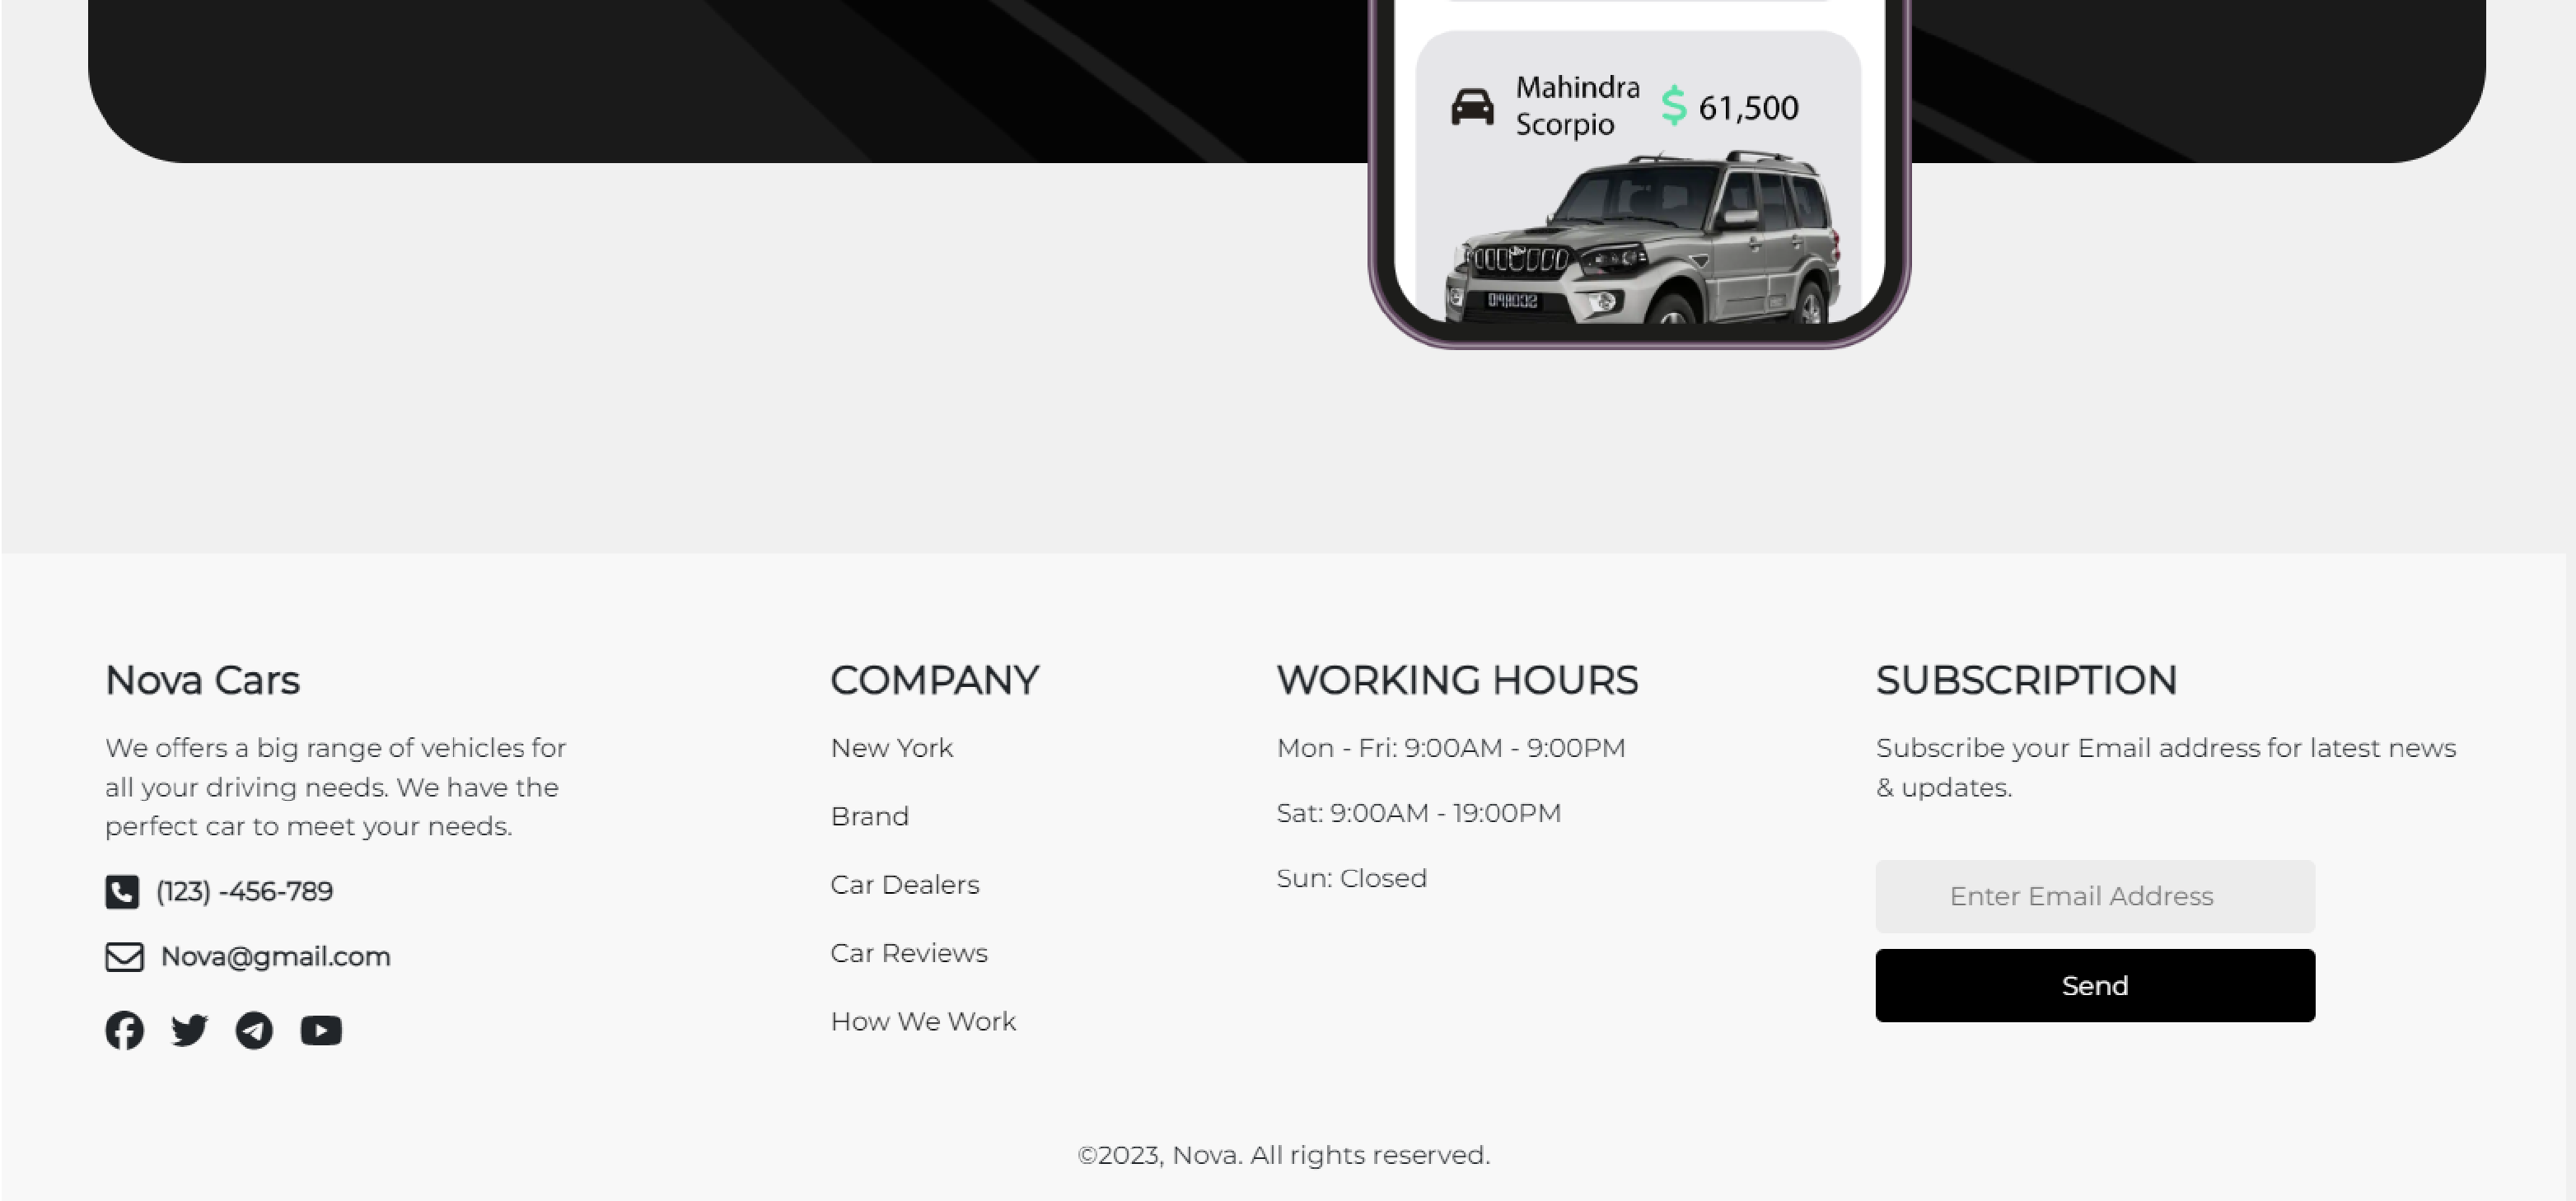 Mahindra
Scorpio
$ 61,500
Nova Cars
We offers a big range of vehicles for
all your driving needs. We have the
perfect car to meet your needs.
(123) -456-789
Nova@gmail.com
COMPANY
New York
Brand
Car Dealers
Car Reviews
How We Work
WORKING HOURS
Mon - Fri: 9:00AM - 9:00PM
Sat: 9:00AM - 19:00PM
Sun: Closed
SUBSCRIPTION
Subscribe your Email address for latest news
& updates.
Enter Email Address
Send
©2023, Nova. All rights reserved.